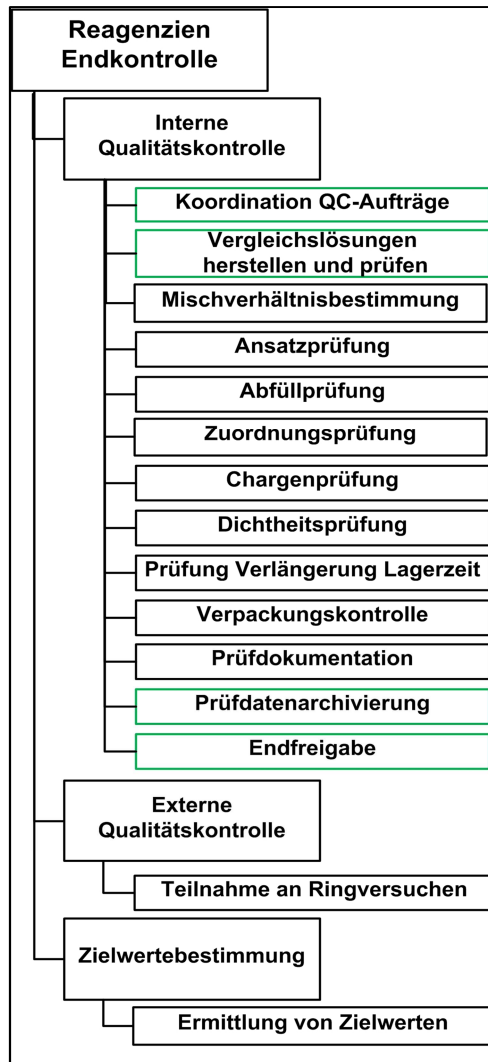 Reagenzien
Endkontrolle
Interne
Qualitätskontrolle
Koordination QC-Aufträge
Vergleichslösungen
herstellen und prüfen
Mischverhältnisbestimmung
Ansatzprüfung
Abfüllprüfung
Zuordnungsprüfung
Chargenprüfung
Dichtheitsprüfung
Prüfung Verlängerung Lagerzeit
Verpackungskontrolle
Prüfdokumentation
Prüfdatenarchivierung
Endfreigabe
Externe
Qualitätskontrolle
Teilnahme an Ringversuchen
Zielwertebestimmung
Ermittlung von Zielwerten